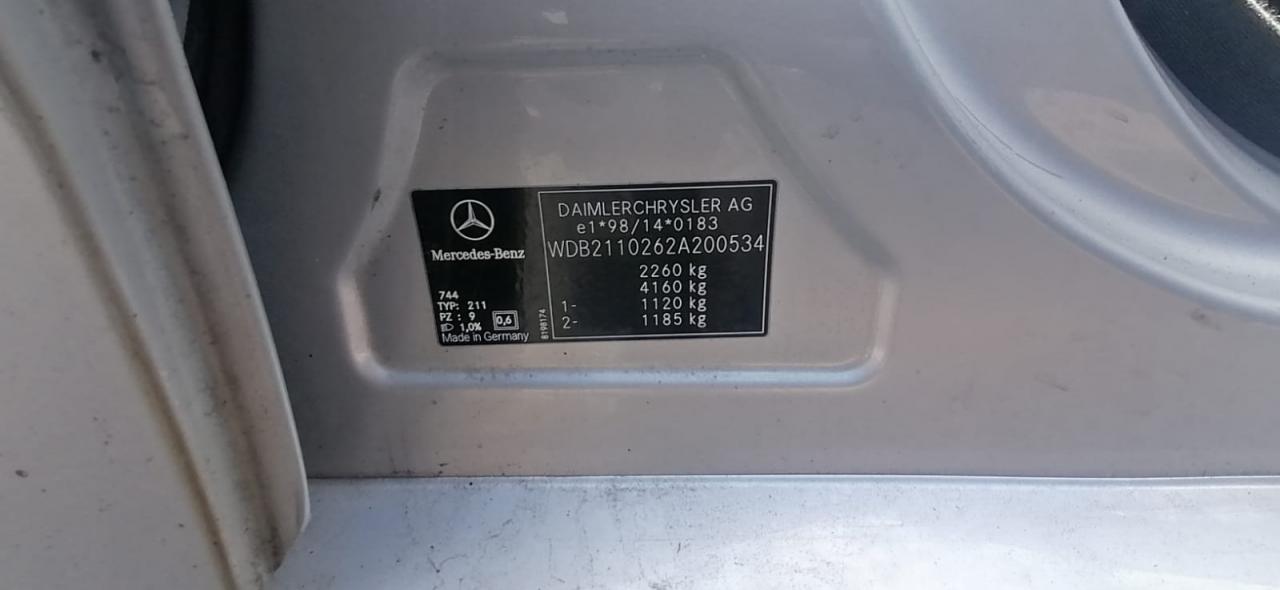 Mercedes-Benz
744
TYP: 211
PZ : 9
1,0%
0,6
Made in Germany
8198174
DAIMLERCHRYSLER AG
e1*98/14*0183
WDB2110262A200534
2260 kg
4160 kg
1- 1120 kg
2- 1185 kg